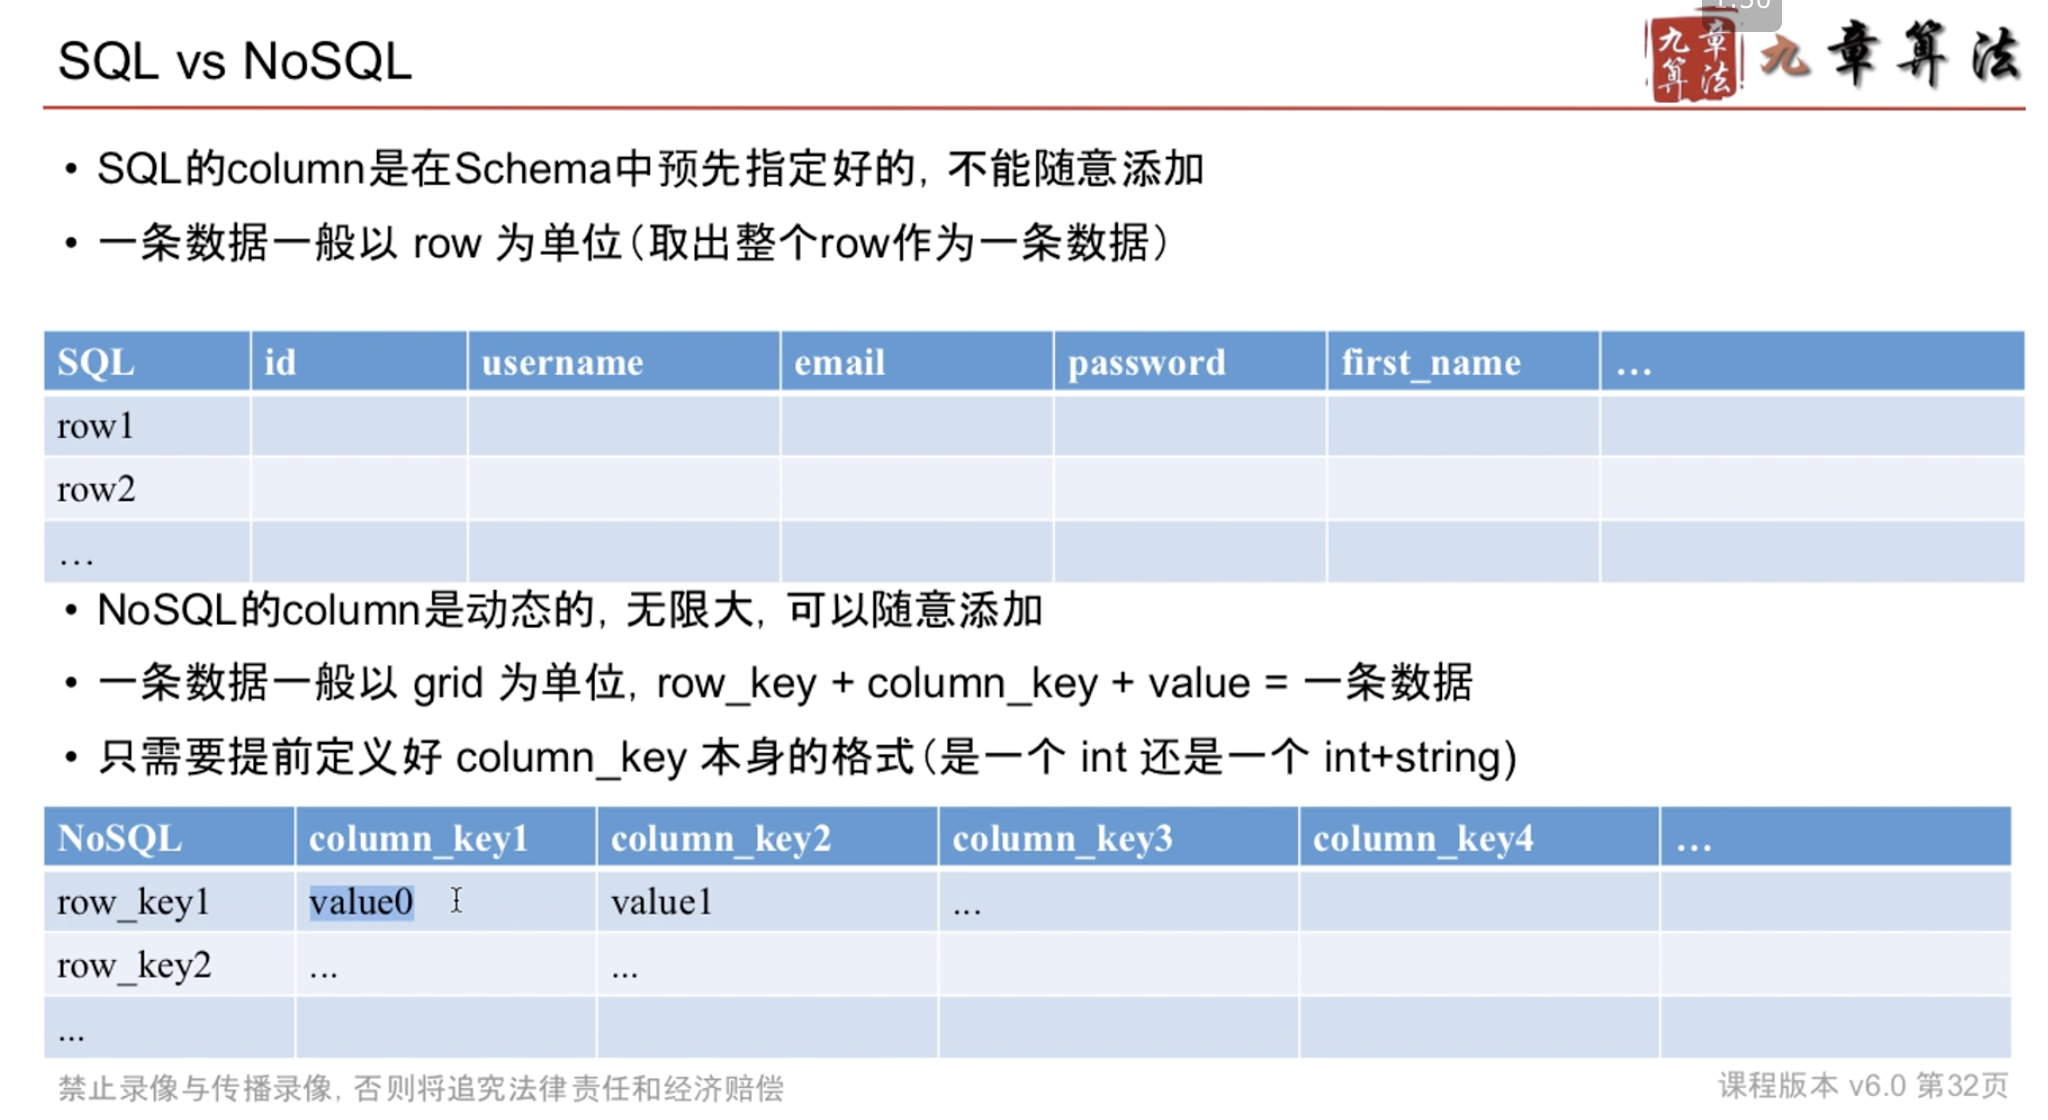 1:50
SQL vs NoSQL
九章算法
九章算法
• SQL的column是在Schema中预先指定好的，不能随意添加
• 一条数据一般以 row 为单位（取出整个row作为一条数据）
SQL id username email password first_name …
row1
row2
…
• NoSQL的column是动态的，无限大，可以随意添加
• 一条数据一般以 grid 为单位，row_key + column_key + value = 一条数据
• 只需要提前定义好 column_key 本身的格式（是一个 int 还是一个 int+string）
NoSQL column_key1 column_key2 column_key3 column_key4 …
row_key1 value0 value1 ...
row_key2 ... ...
...
禁止录像与传播录像，否则将追究法律责任和经济赔偿
课程版本 v6.0 第32页